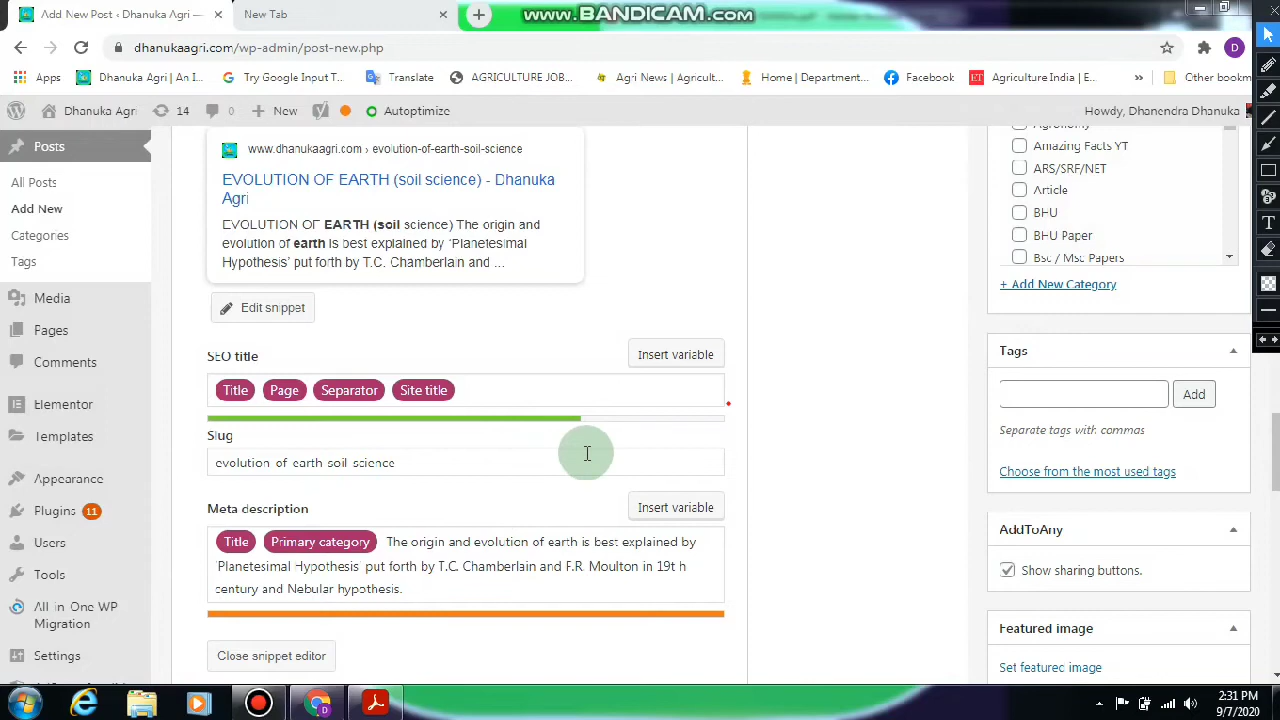 Add New Post ‹ Dhanuka Agri —
New Tab
www.BANDICAM.com
dhanukaagri.com/wp-admin/post-new.php
D
Apps
Dhanuka Agri | An I...
Try Google Input T...
Translate
AGRICULTURE JOB...
Agri News | Agricult...
Home | Department...
Facebook
ET
Agriculture India | E...
»
Other bookm
Dhanuka Agri
14
0
New
Autoptimize
Howdy, Dhanendra Dhanuka
Posts
All Posts
Add New
Categories
Tags
Media
Pages
Comments
Elementor
Templates
Appearance
Plugins 11
Users
Tools
All-in-One WP
Migration
Settings
www.dhanukaagri.com › evolution-of-earth-soil-science
EVOLUTION OF EARTH (soil science) - Dhanuka
Agri
EVOLUTION OF EARTH (soil science) The origin and
evolution of earth is best explained by 'Planetesimal
Hypothesis' put forth by T.C. Chamberlain and ...
Edit snippet
SEO title
Insert variable
Title Page Separator Site title
Slug
evolution-of-earth-soil-science
Meta description
Insert variable
Title Primary category The origin and evolution of earth is best explained by
'Planetesimal Hypothesis' put forth by T.C. Chamberlain and F.R. Moulton in 19t h
century and Nebular hypothesis.
Close snippet editor
Agronomy
Amazing Facts YT
ARS/SRF/NET
Article
BHU
BHU Paper
Bsc / Msc Papers
+ Add New Category
Tags
Add
Separate tags with commas
Choose from the most used tags
AddToAny
Show sharing buttons.
Featured image
Set featured image
2:31 PM
9/7/2020